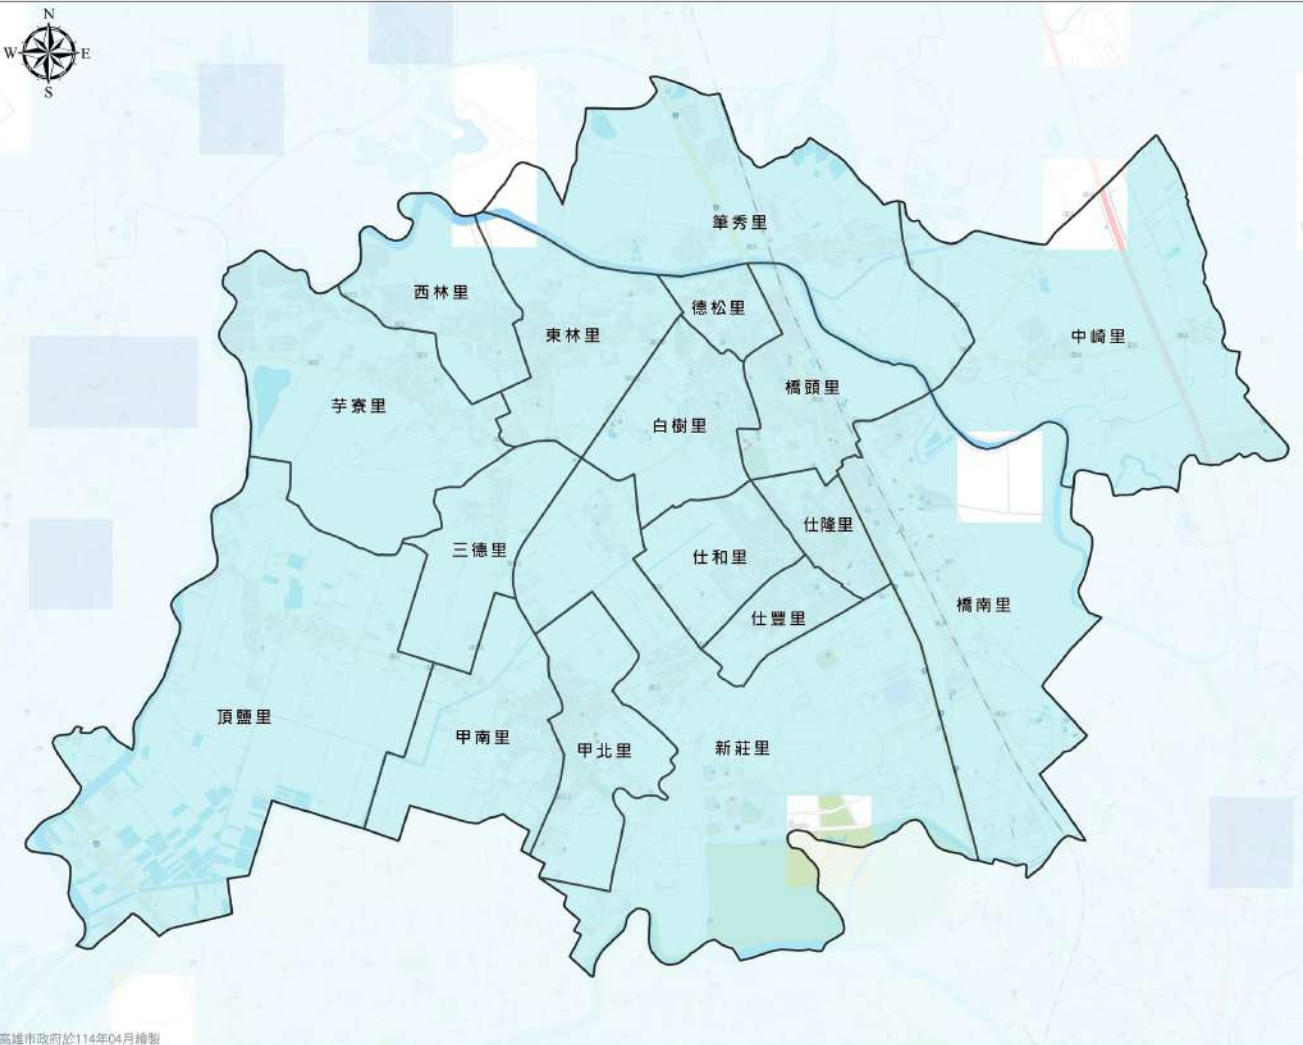 N
W E
S
筆秀里
西林里
德松里
東林里
中崎里
橋頭里
芋寮里
白樹里
仕隆里
三德里
仕和里
橋南里
仕豐里
頂鹽里
甲南里
甲北里
新莊里
高雄市政府於114年04月繪製